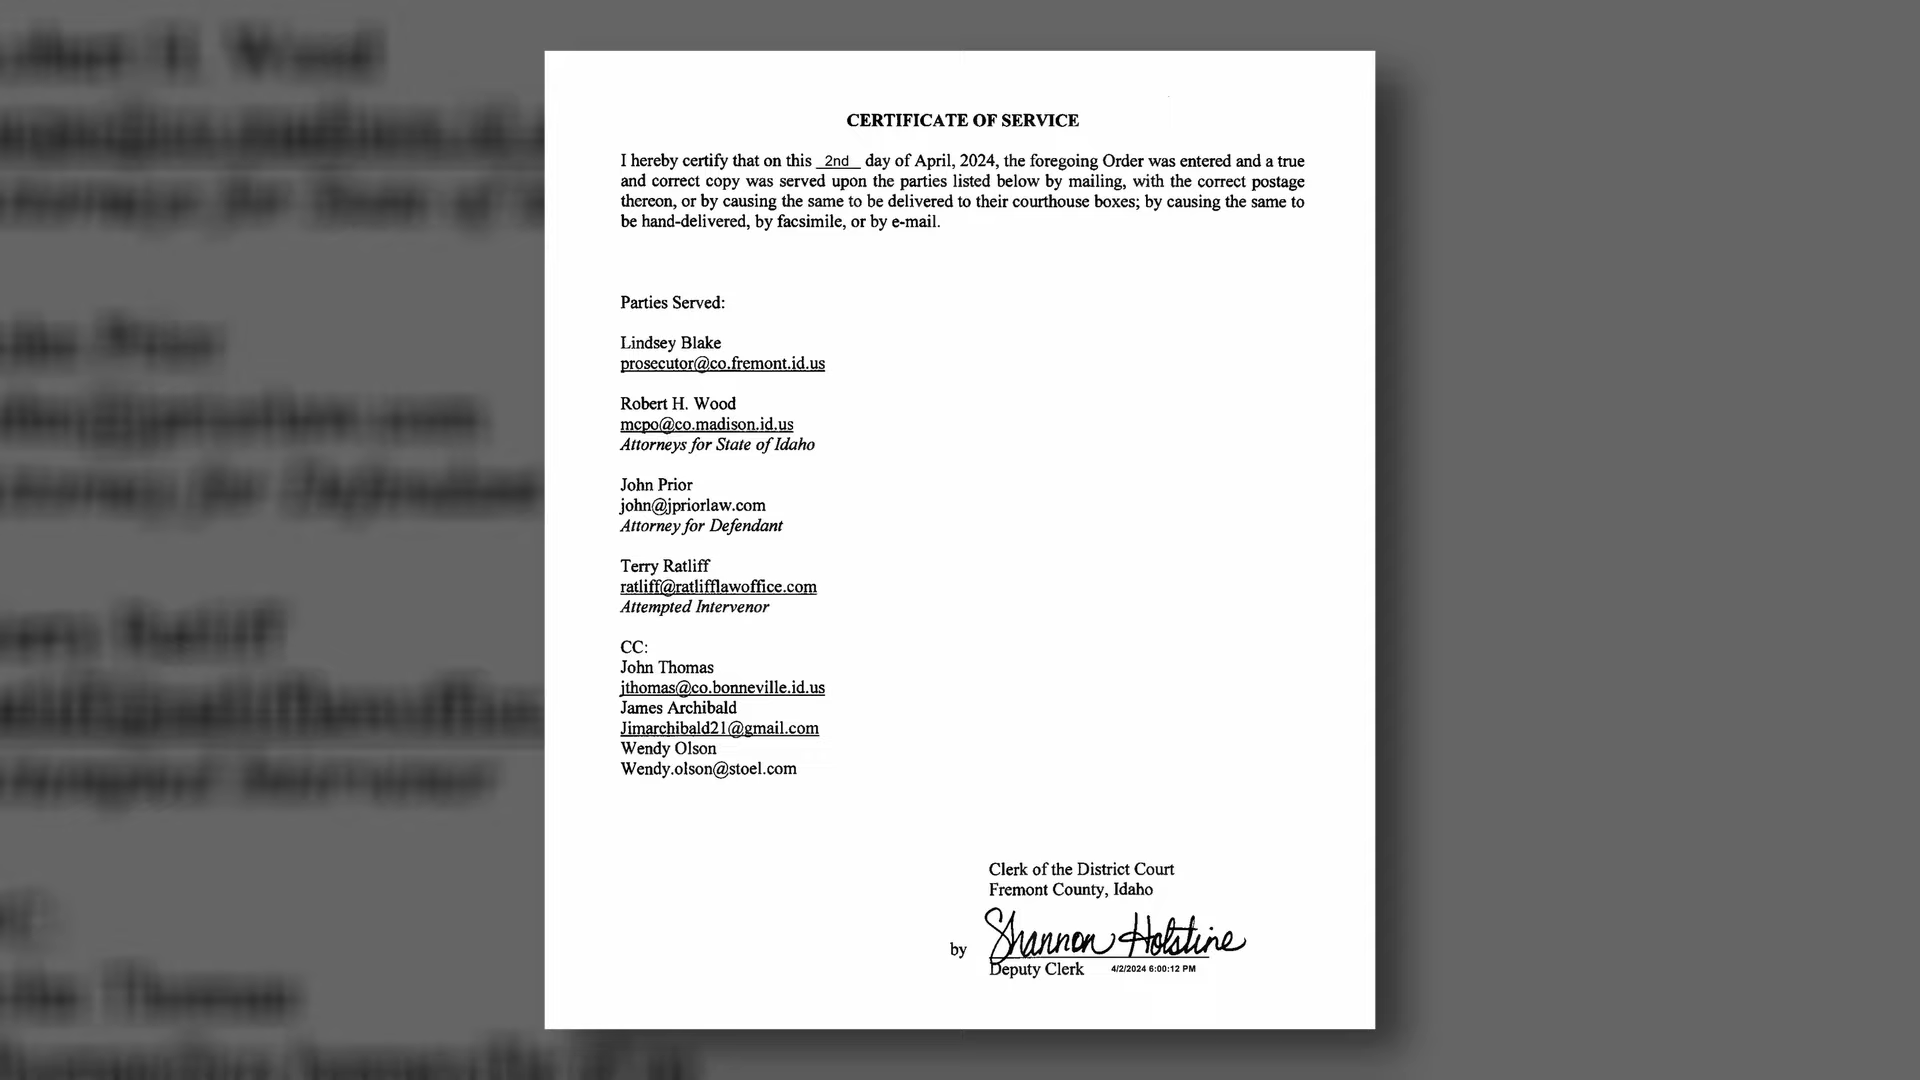 CERTIFICATE OF SERVICE
I hereby certify that on this 2nd day of April, 2024, the foregoing Order was entered and a true
and correct copy was served upon the parties listed below by mailing, with the correct postage
thereon, or by causing the same to be delivered to their courthouse boxes; by causing the same to
be hand-delivered, by facsimile, or by e-mail.
Parties Served:
Lindsey Blake
prosecutor@co.fremont.id.us
Robert H. Wood
mcpo@co.madison.id.us
Attorneys for State of Idaho
John Prior
john@jpriorlaw.com
Attorney for Defendant
Terry Ratliff
ratliff@ratlifflawoffice.com
Attempted Intervenor
CC:
John Thomas
jthomas@co.bonneville.id.us
James Archibald
Jimarchibald21@gmail.com
Wendy Olson
Wendy.olson@stoel.com
Clerk of the District Court
Fremont County, Idaho
by Shannon Holstine
Deputy Clerk 4/2/2024 6:00:12 PM